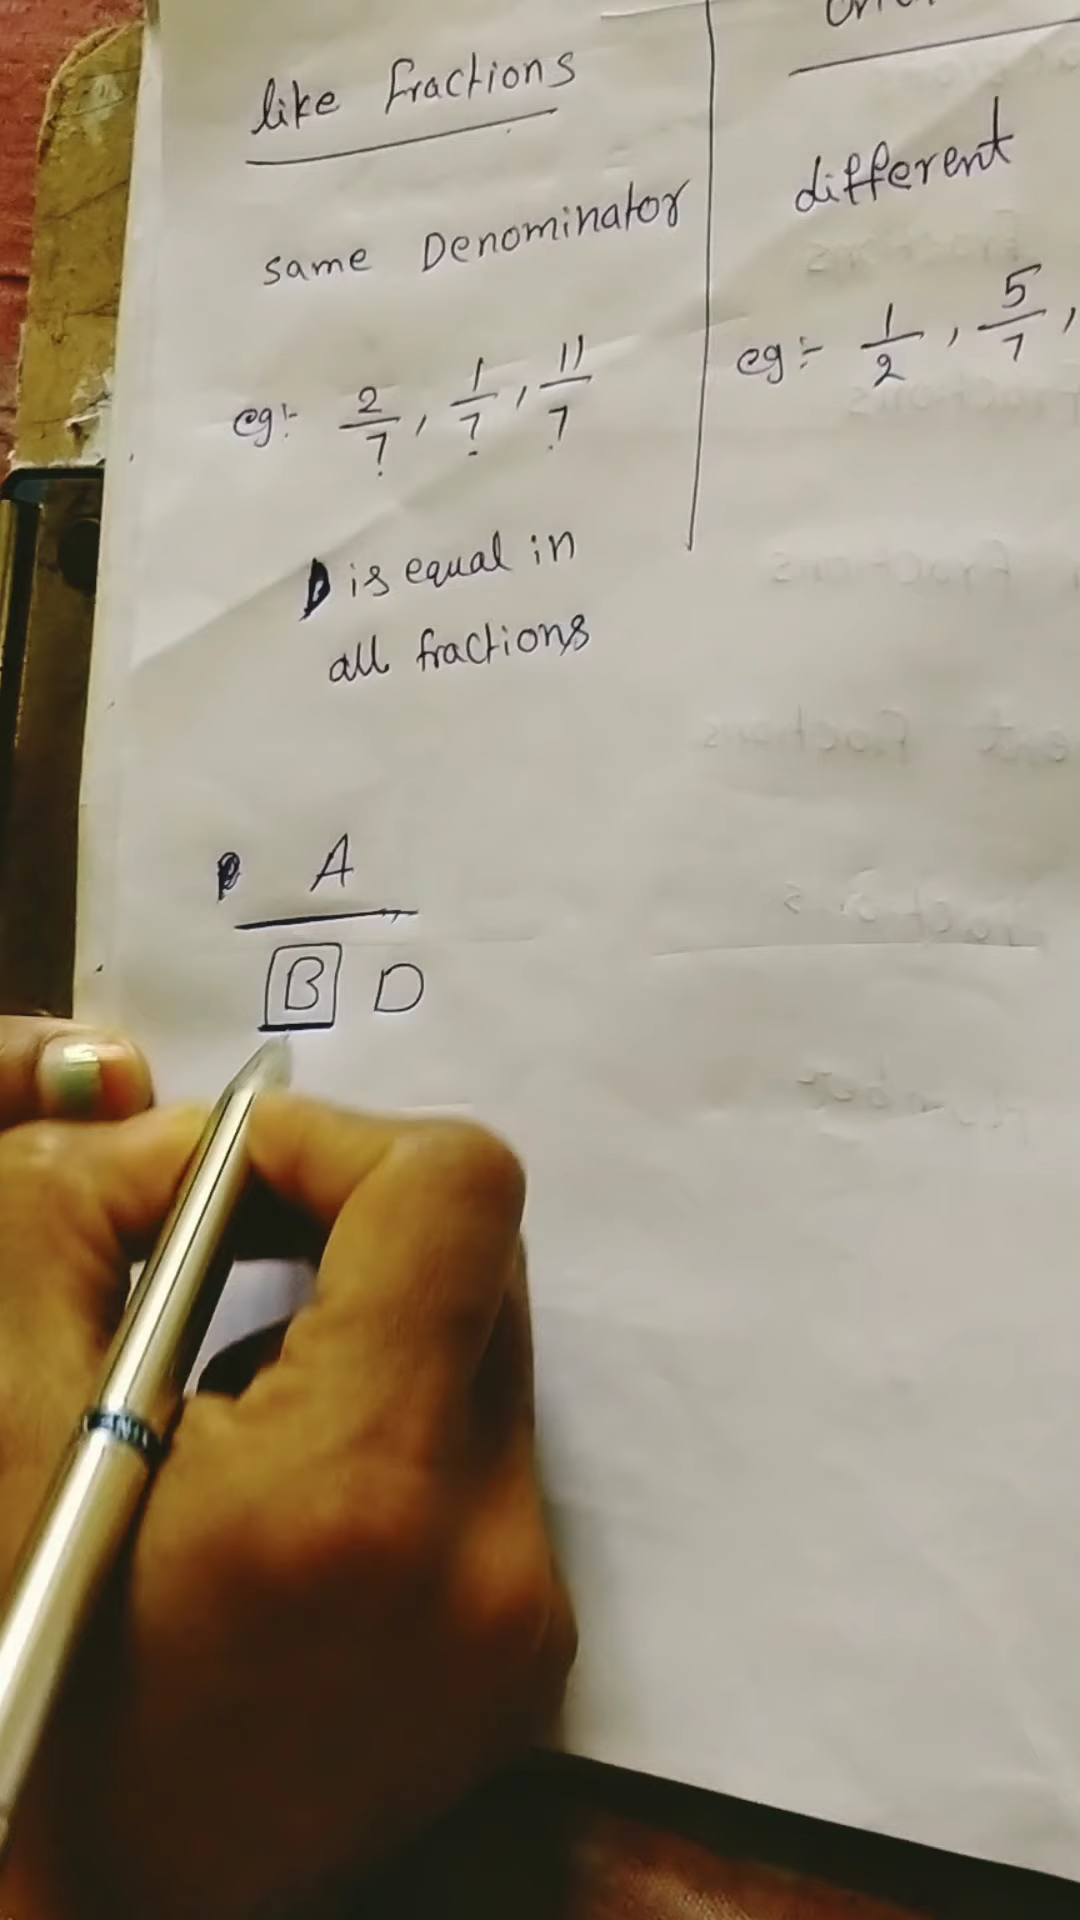 like fractions
same Denominator
eg:- 2/7, 1/7, 11/7
D is equal in
all fractions
different
eg:- 1/2, 5/7,
A
B D